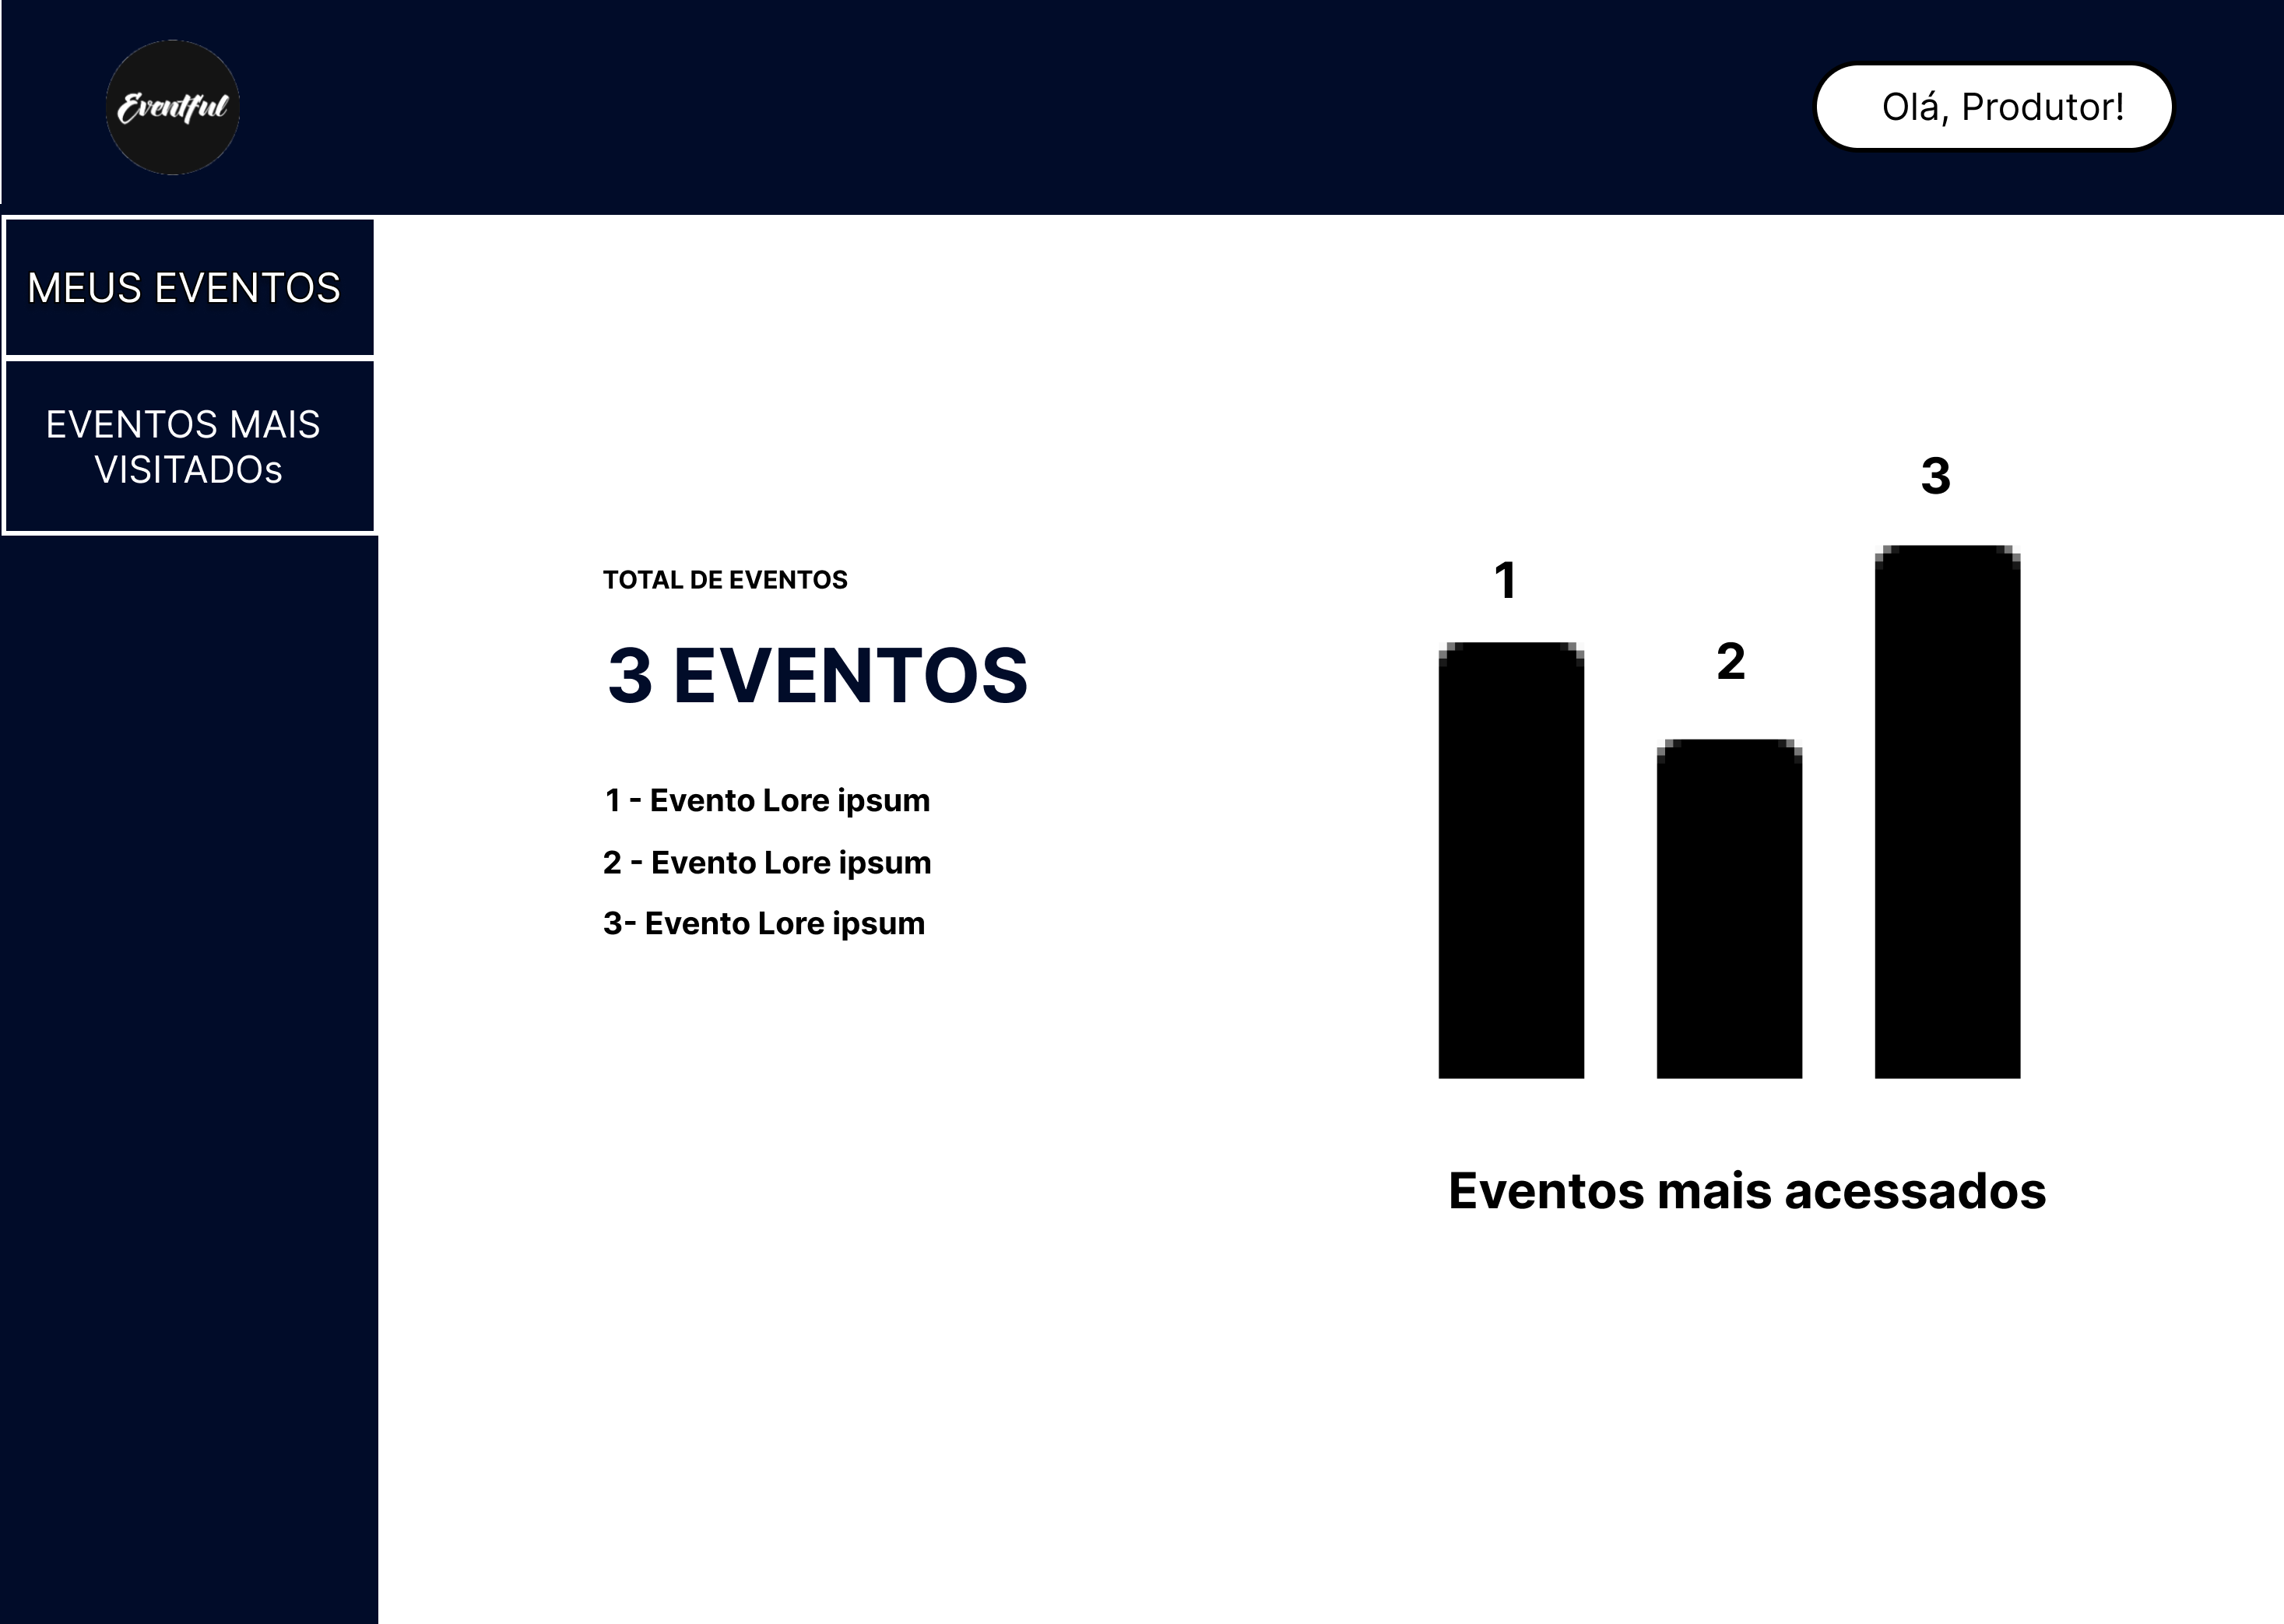 Eventful
Olá, Produtor!
MEUS EVENTOS
EVENTOS MAIS
VISITADOs
TOTAL DE EVENTOS
3 EVENTOS
1 - Evento Lore ipsum
2 - Evento Lore ipsum
3- Evento Lore ipsum
1
2
3
Eventos mais acessados